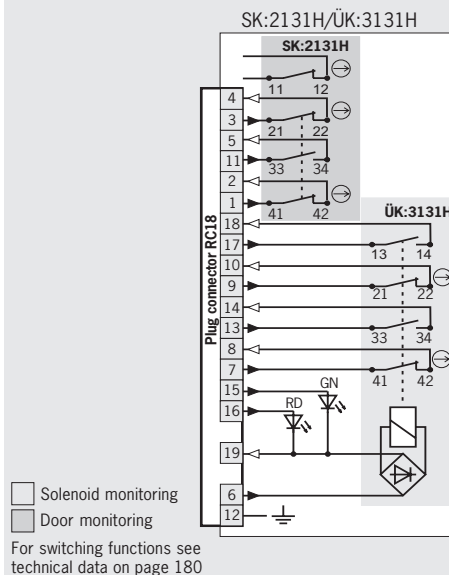 SK:2131H/ÜK:3131H
SK:2131H
11 12
4
3
21 22
5
11
33 34
2
1
41 42
ÜK:3131H
18
17
13 14
10
9
21 22
14
13
33 34
8
7
41 42
15
GN
16
RD
19
6
12
Plug connector RC18
Solenoid monitoring
Door monitoring
For switching functions see
technical data on page 180